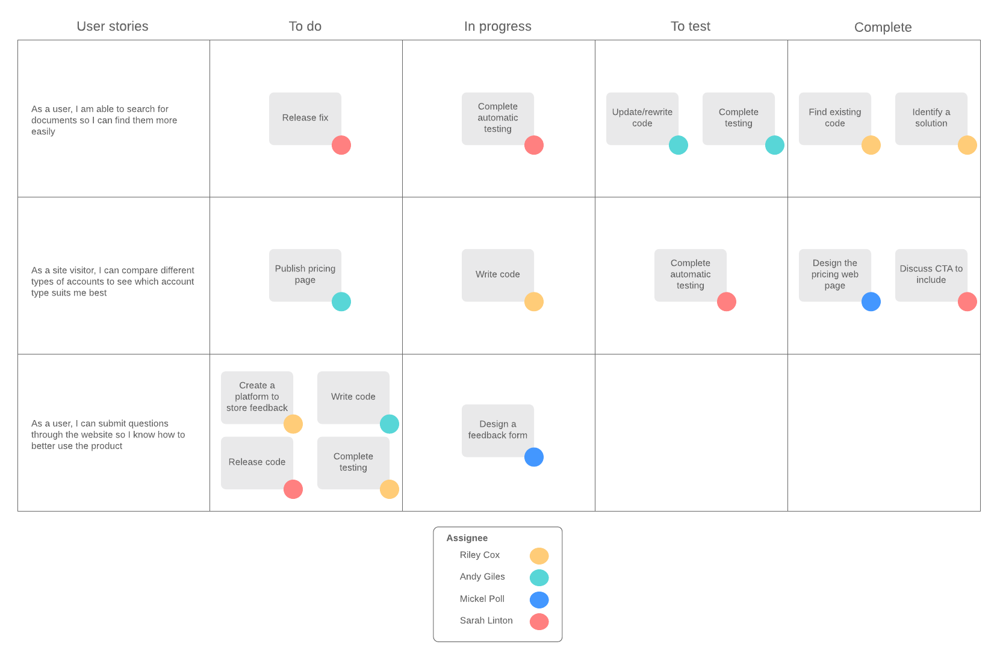 User stories
To do
In progress
To test
Complete
As a user, I am able to search for
documents so I can find them more
easily
Release fix
Complete
automatic
testing
Update/rewrite
code
Complete
testing
Find existing
code
Identify a
solution
As a site visitor, I can compare different
types of accounts to see which account
type suits me best
Publish pricing
page
Write code
Complete
automatic
testing
Design the
pricing web
page
Discuss CTA to
include
As a user, I can submit questions
through the website so I know how to
better use the product
Create a
platform to
store feedback
Write code
Release code
Complete
testing
Design a
feedback form
Assignee
Riley Cox
Andy Giles
Mickel Poll
Sarah Linton